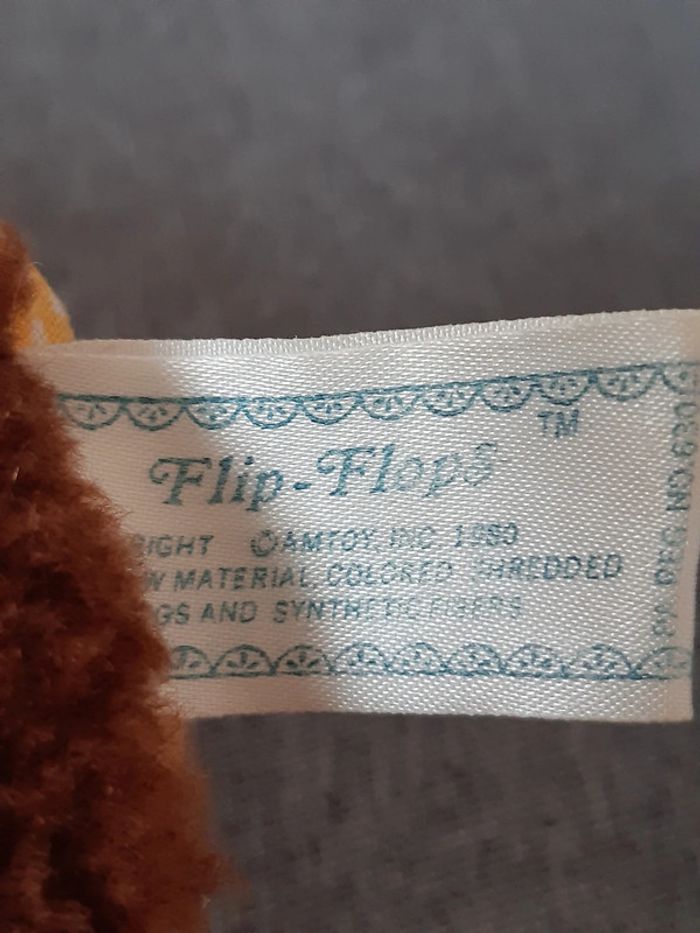 Flip-Flops TM
RIGHT ©AMTOY, INC. 1980
W MATERIAL COLORED SHREDDED
GS AND SYNTHETIC FIBERS